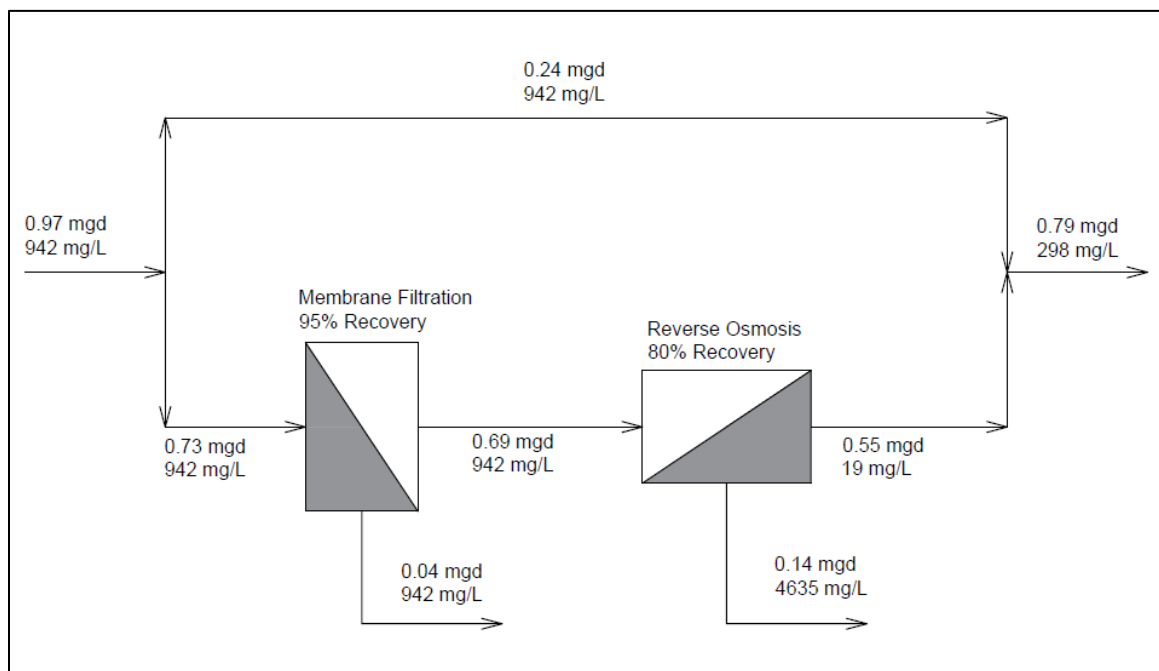 0.24 mgd
942 mg/L
0.97 mgd
942 mg/L
0.79 mgd
298 mg/L
Membrane Filtration
95% Recovery
Reverse Osmosis
80% Recovery
0.73 mgd
942 mg/L
0.69 mgd
942 mg/L
0.55 mgd
19 mg/L
0.04 mgd
942 mg/L
0.14 mgd
4635 mg/L